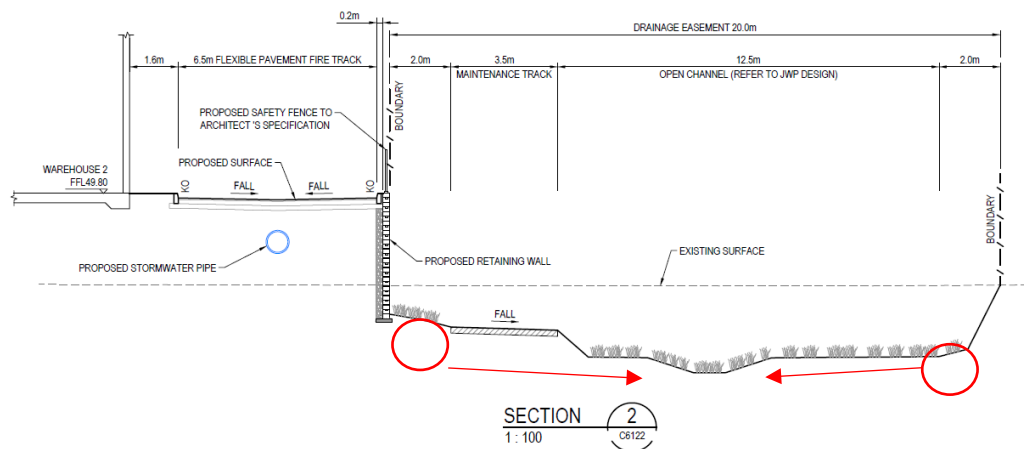 0.2m
DRAINAGE EASEMENT 20.0m
1.6m
6.5m FLEXIBLE PAVEMENT FIRE TRACK
2.0m
3.5m
12.5m
2.0m
MAINTENANCE TRACK
OPEN CHANNEL (REFER TO JWP DESIGN)
PROPOSED SAFETY FENCE TO
ARCHITECT 'S SPECIFICATION
BOUNDARY
PROPOSED SURFACE
WAREHOUSE 2
FFL49.80
KO
FALL
FALL
KO
BOUNDARY
PROPOSED STORMWATER PIPE
PROPOSED RETAINING WALL
EXISTING SURFACE
FALL
SECTION
2
1 : 100
C6122